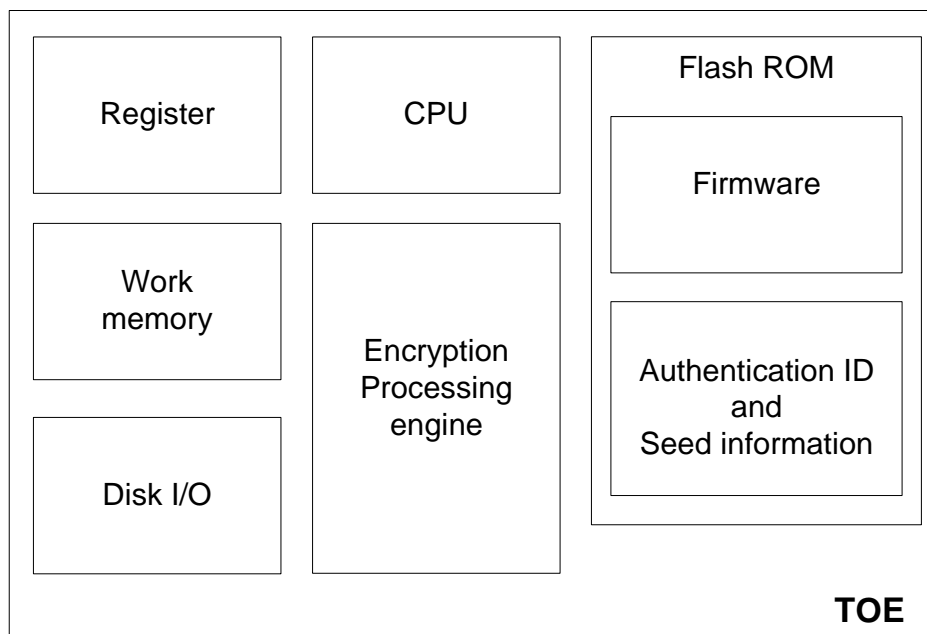 Register
CPU
Flash ROM
Firmware
Work
memory
Encryption
Processing
engine
Authentication ID
and
Seed information
Disk I/O
TOE